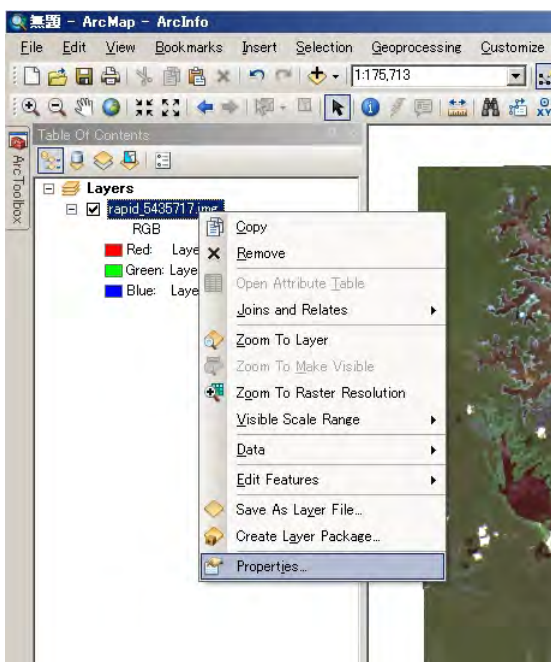 無題 - ArcMap - ArcInfo
File Edit View Bookmarks Insert Selection Geoprocessing Customize
1:175,713
Table Of Contents
ArcToolbox
Layers
rapid_5435717.img
RGB
Red: Laye
Green: Laye
Blue: Laye
Copy
Remove
Open Attribute Table
Joins and Relates
Zoom To Layer
Zoom To Make Visible
Zoom To Raster Resolution
Visible Scale Range
Data
Edit Features
Save As Layer File...
Create Layer Package...
Properties...